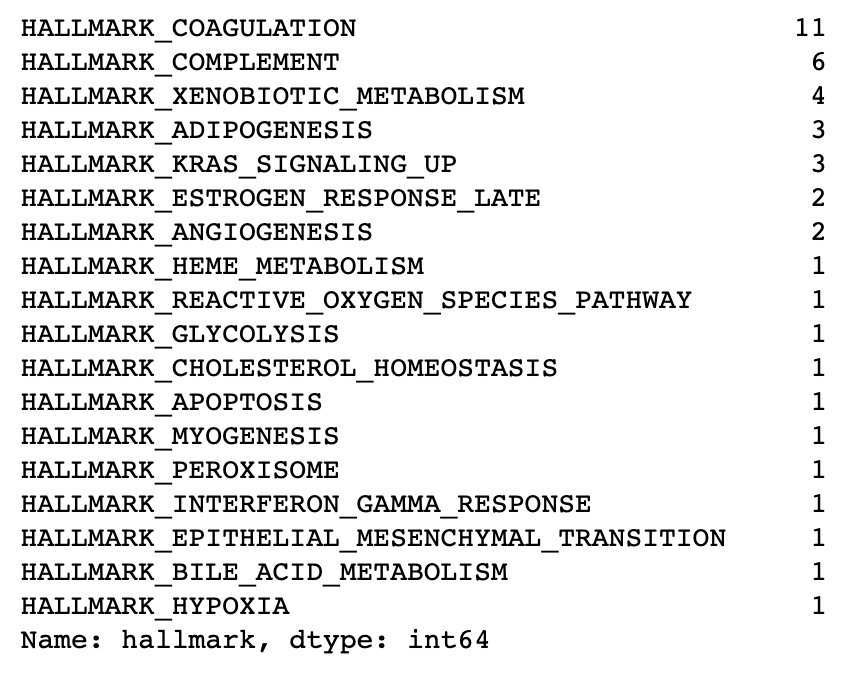 HALLMARK_COAGULATION 11
HALLMARK_COMPLEMENT 6
HALLMARK_XENOBIOTIC_METABOLISM 4
HALLMARK_ADIPOGENESIS 3
HALLMARK_KRAS_SIGNALING_UP 3
HALLMARK_ESTROGEN_RESPONSE_LATE 2
HALLMARK_ANGIOGENESIS 2
HALLMARK_HEME_METABOLISM 1
HALLMARK_REACTIVE_OXYGEN_SPECIES_PATHWAY 1
HALLMARK_GLYCOLYSIS 1
HALLMARK_CHOLESTEROL_HOMEOSTASIS 1
HALLMARK_APOPTOSIS 1
HALLMARK_MYOGENESIS 1
HALLMARK_PEROXISOME 1
HALLMARK_INTERFERON_GAMMA_RESPONSE 1
HALLMARK_EPITHELIAL_MESENCHYMAL_TRANSITION 1
HALLMARK_BILE_ACID_METABOLISM 1
HALLMARK_HYPOXIA 1
Name: hallmark, dtype: int64